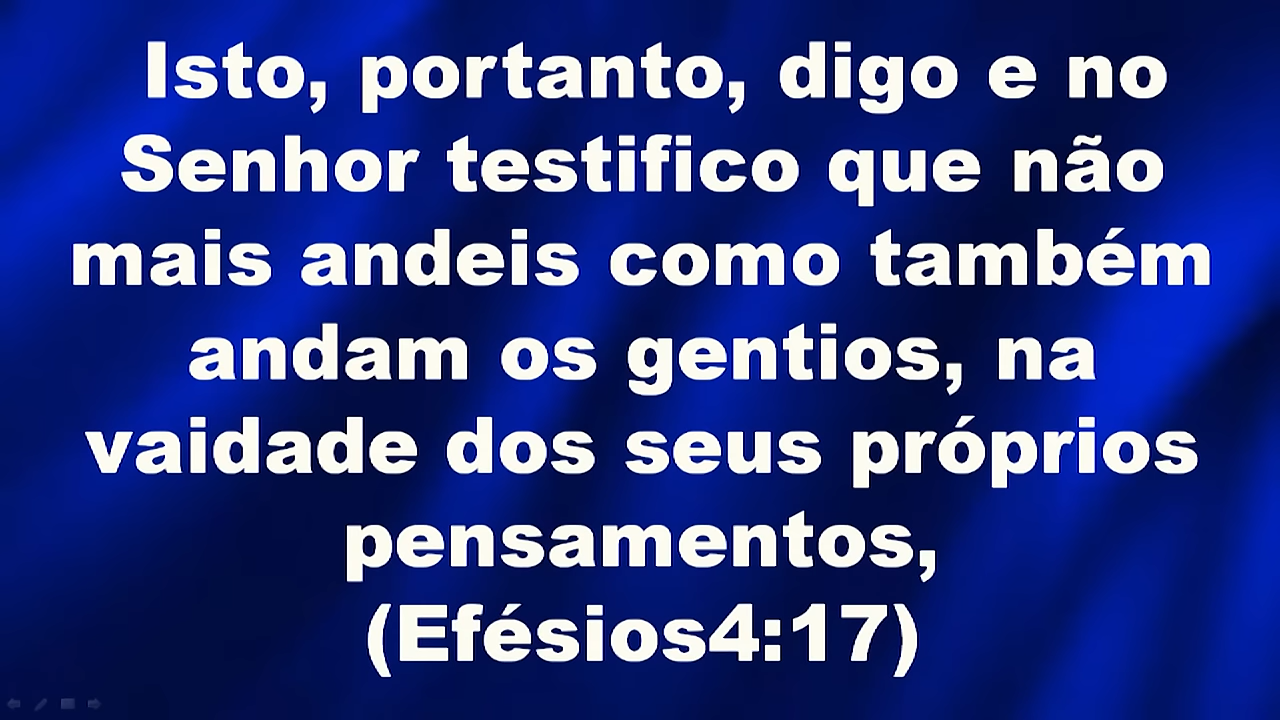 Isto, portanto, digo e no
Senhor testifico que não
mais andeis como também
andam os gentios, na
vaidade dos seus próprios
pensamentos,
(Efésios4:17)